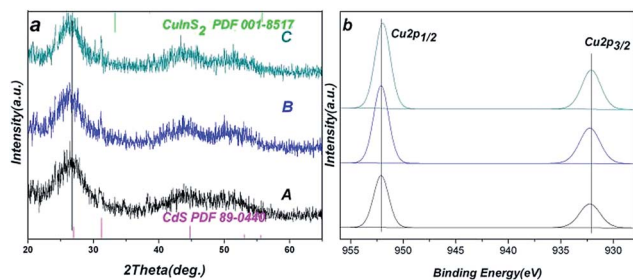 a
CuInS2 PDF 001-8517
C
B
A
CdS PDF 89-0440
Intensity(a.u.)
20 30 40 50 60
2Theta(deg.)
b
Cu2p1/2
Cu2p3/2
Intensity(a.u.)
955 950 945 940 935 930
Binding Energy(eV)